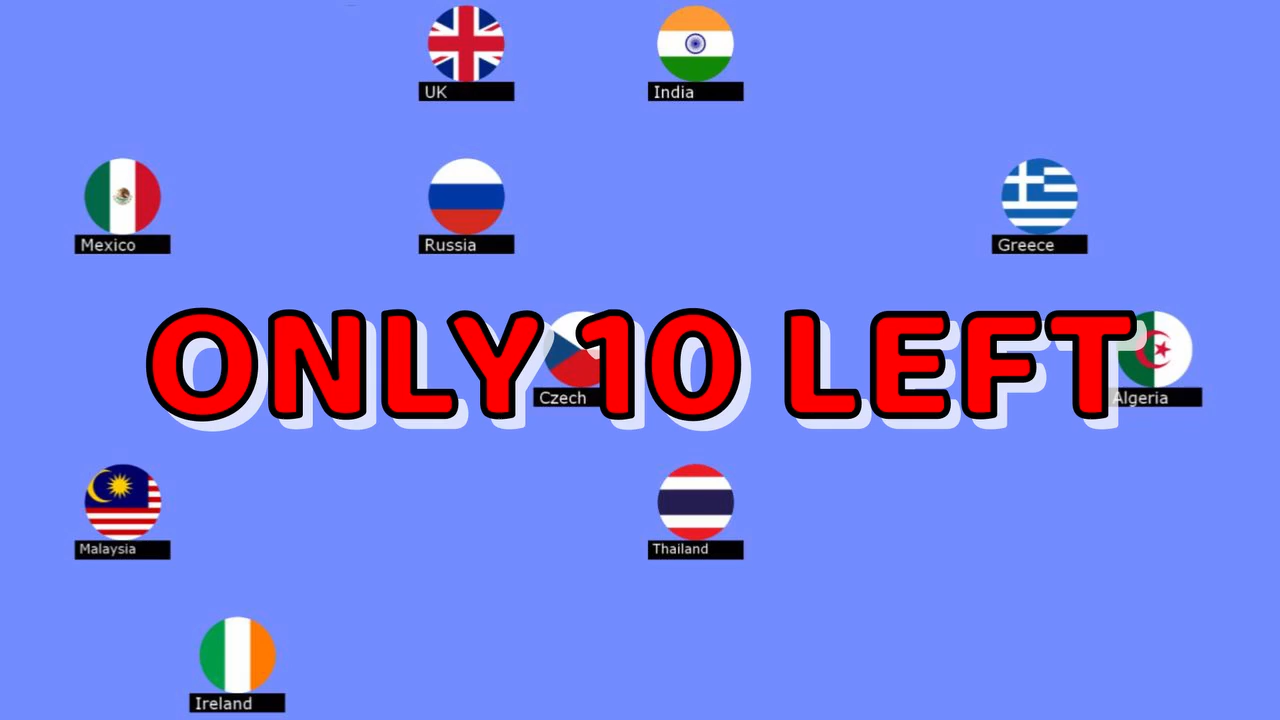 UK
India
Mexico
Russia
Greece
ONLY 10 LEFT
Czech
Algeria
Malaysia
Thailand
Ireland